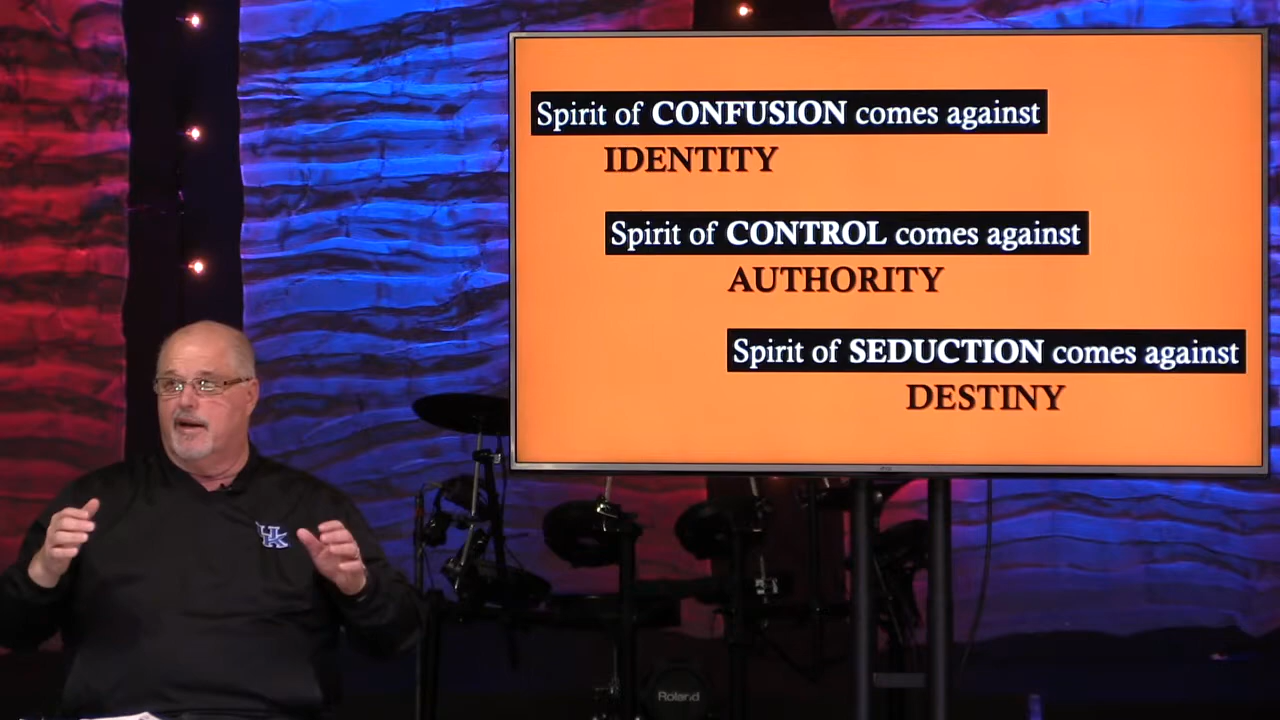 Spirit of CONFUSION comes against
IDENTITY
Spirit of CONTROL comes against
AUTHORITY
Spirit of SEDUCTION comes against
DESTINY
UK
Roland